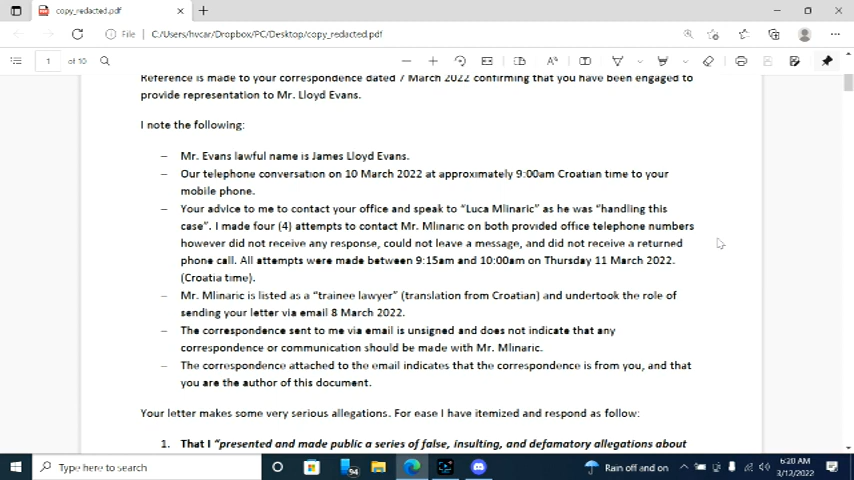 copy_redacted.pdf
File
C:/Users/hvcar/Dropbox/PC/Desktop/copy_redacted.pdf
1 of 10
Reference is made to your correspondence dated 7 March 2022 confirming that you have been engaged to
provide representation to Mr. Lloyd Evans.
I note the following:
– Mr. Evans lawful name is James Lloyd Evans.
– Our telephone conversation on 10 March 2022 at approximately 9:00am Croatian time to your
mobile phone.
– Your advice to me to contact your office and speak to “Luca Mlinaric” as he was “handling this
case”. I made four (4) attempts to contact Mr. Mlinaric on both provided office telephone numbers
however did not receive any response, could not leave a message, and did not receive a returned
phone call. All attempts were made between 9:15am and 10:00am on Thursday 11 March 2022.
(Croatia time).
– Mr. Mlinaric is listed as a “trainee lawyer” (translation from Croatian) and undertook the role of
sending your letter via email 8 March 2022.
– The correspondence sent to me via email is unsigned and does not indicate that any
correspondence or communication should be made with Mr. Mlinaric.
– The correspondence attached to the email indicates that the correspondence is from you, and that
you are the author of this document.
Your letter makes some very serious allegations. For ease I have itemized and respond as follow:
1. That I “presented and made public a series of false, insulting, and defamatory allegations about
Type here to search
94
Rain off and on
6:20 AM
3/12/2022